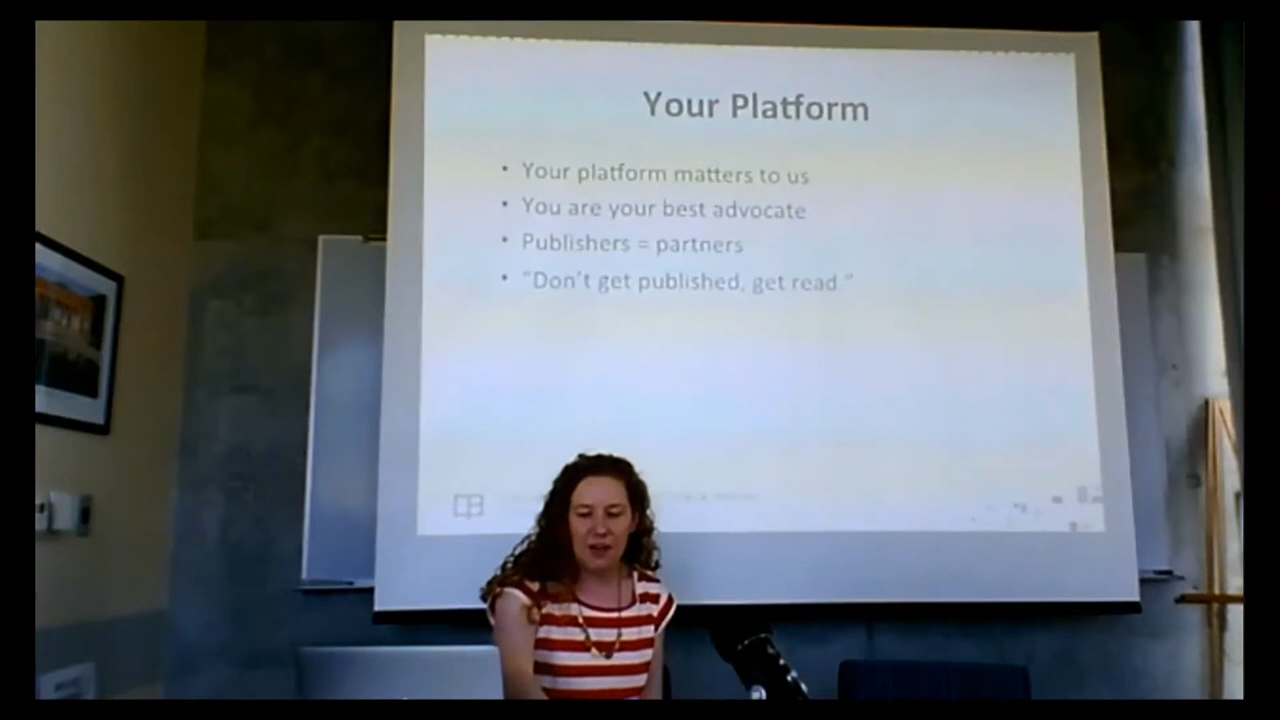 Your Platform
• Your platform matters to us
• You are your best advocate
• Publishers = partners
• "Don't get published, get read."